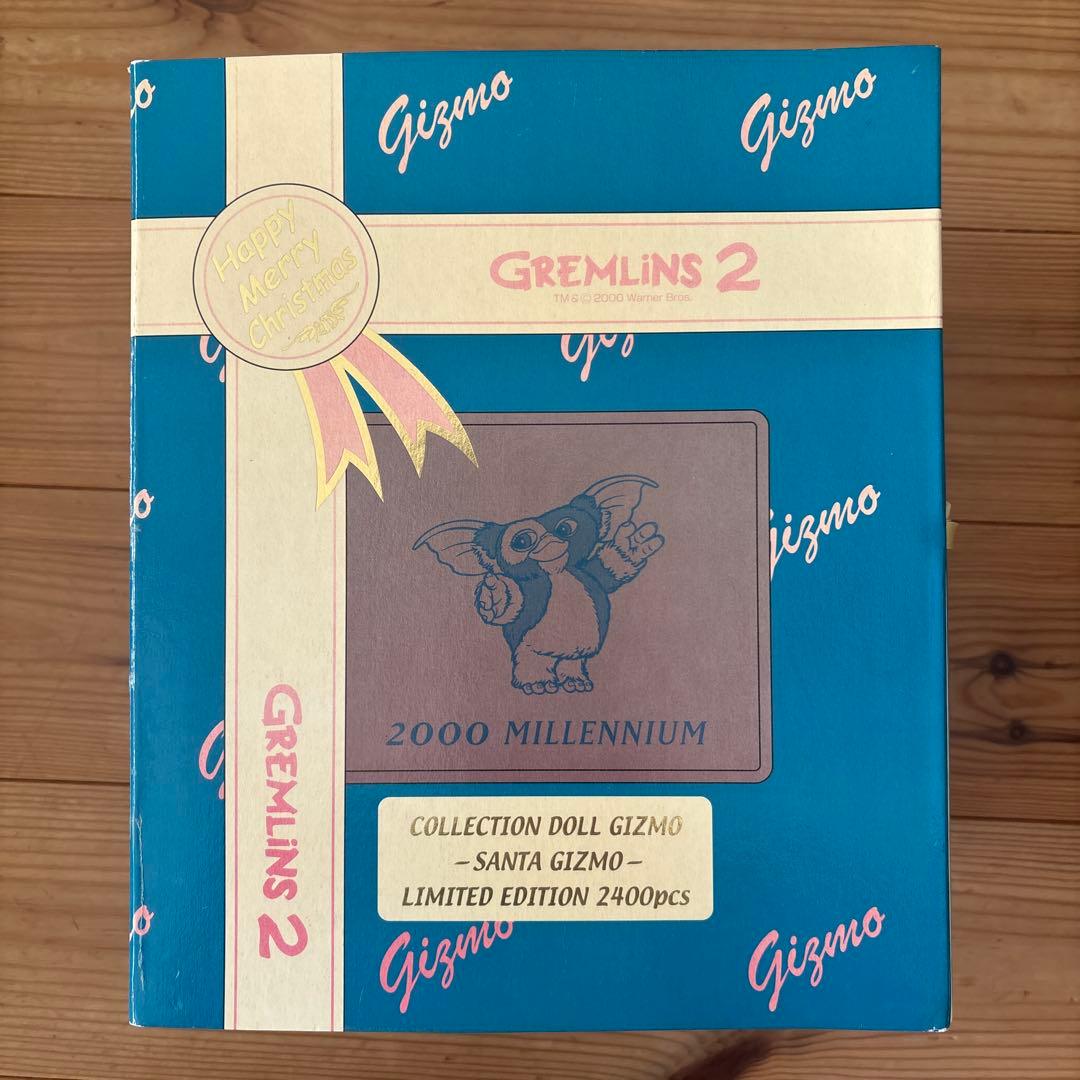 Gizmo
Gizmo
Happy
Merry
Christmas
GREMLiNS 2
TM & © 2000 Warner Bros.
Gizmo
2000 MILLENNIUM
GREMLiNS 2
COLLECTION DOLL GIZMO
–SANTA GIZMO–
LIMITED EDITION 2400pcs
Gizmo
Gizmo